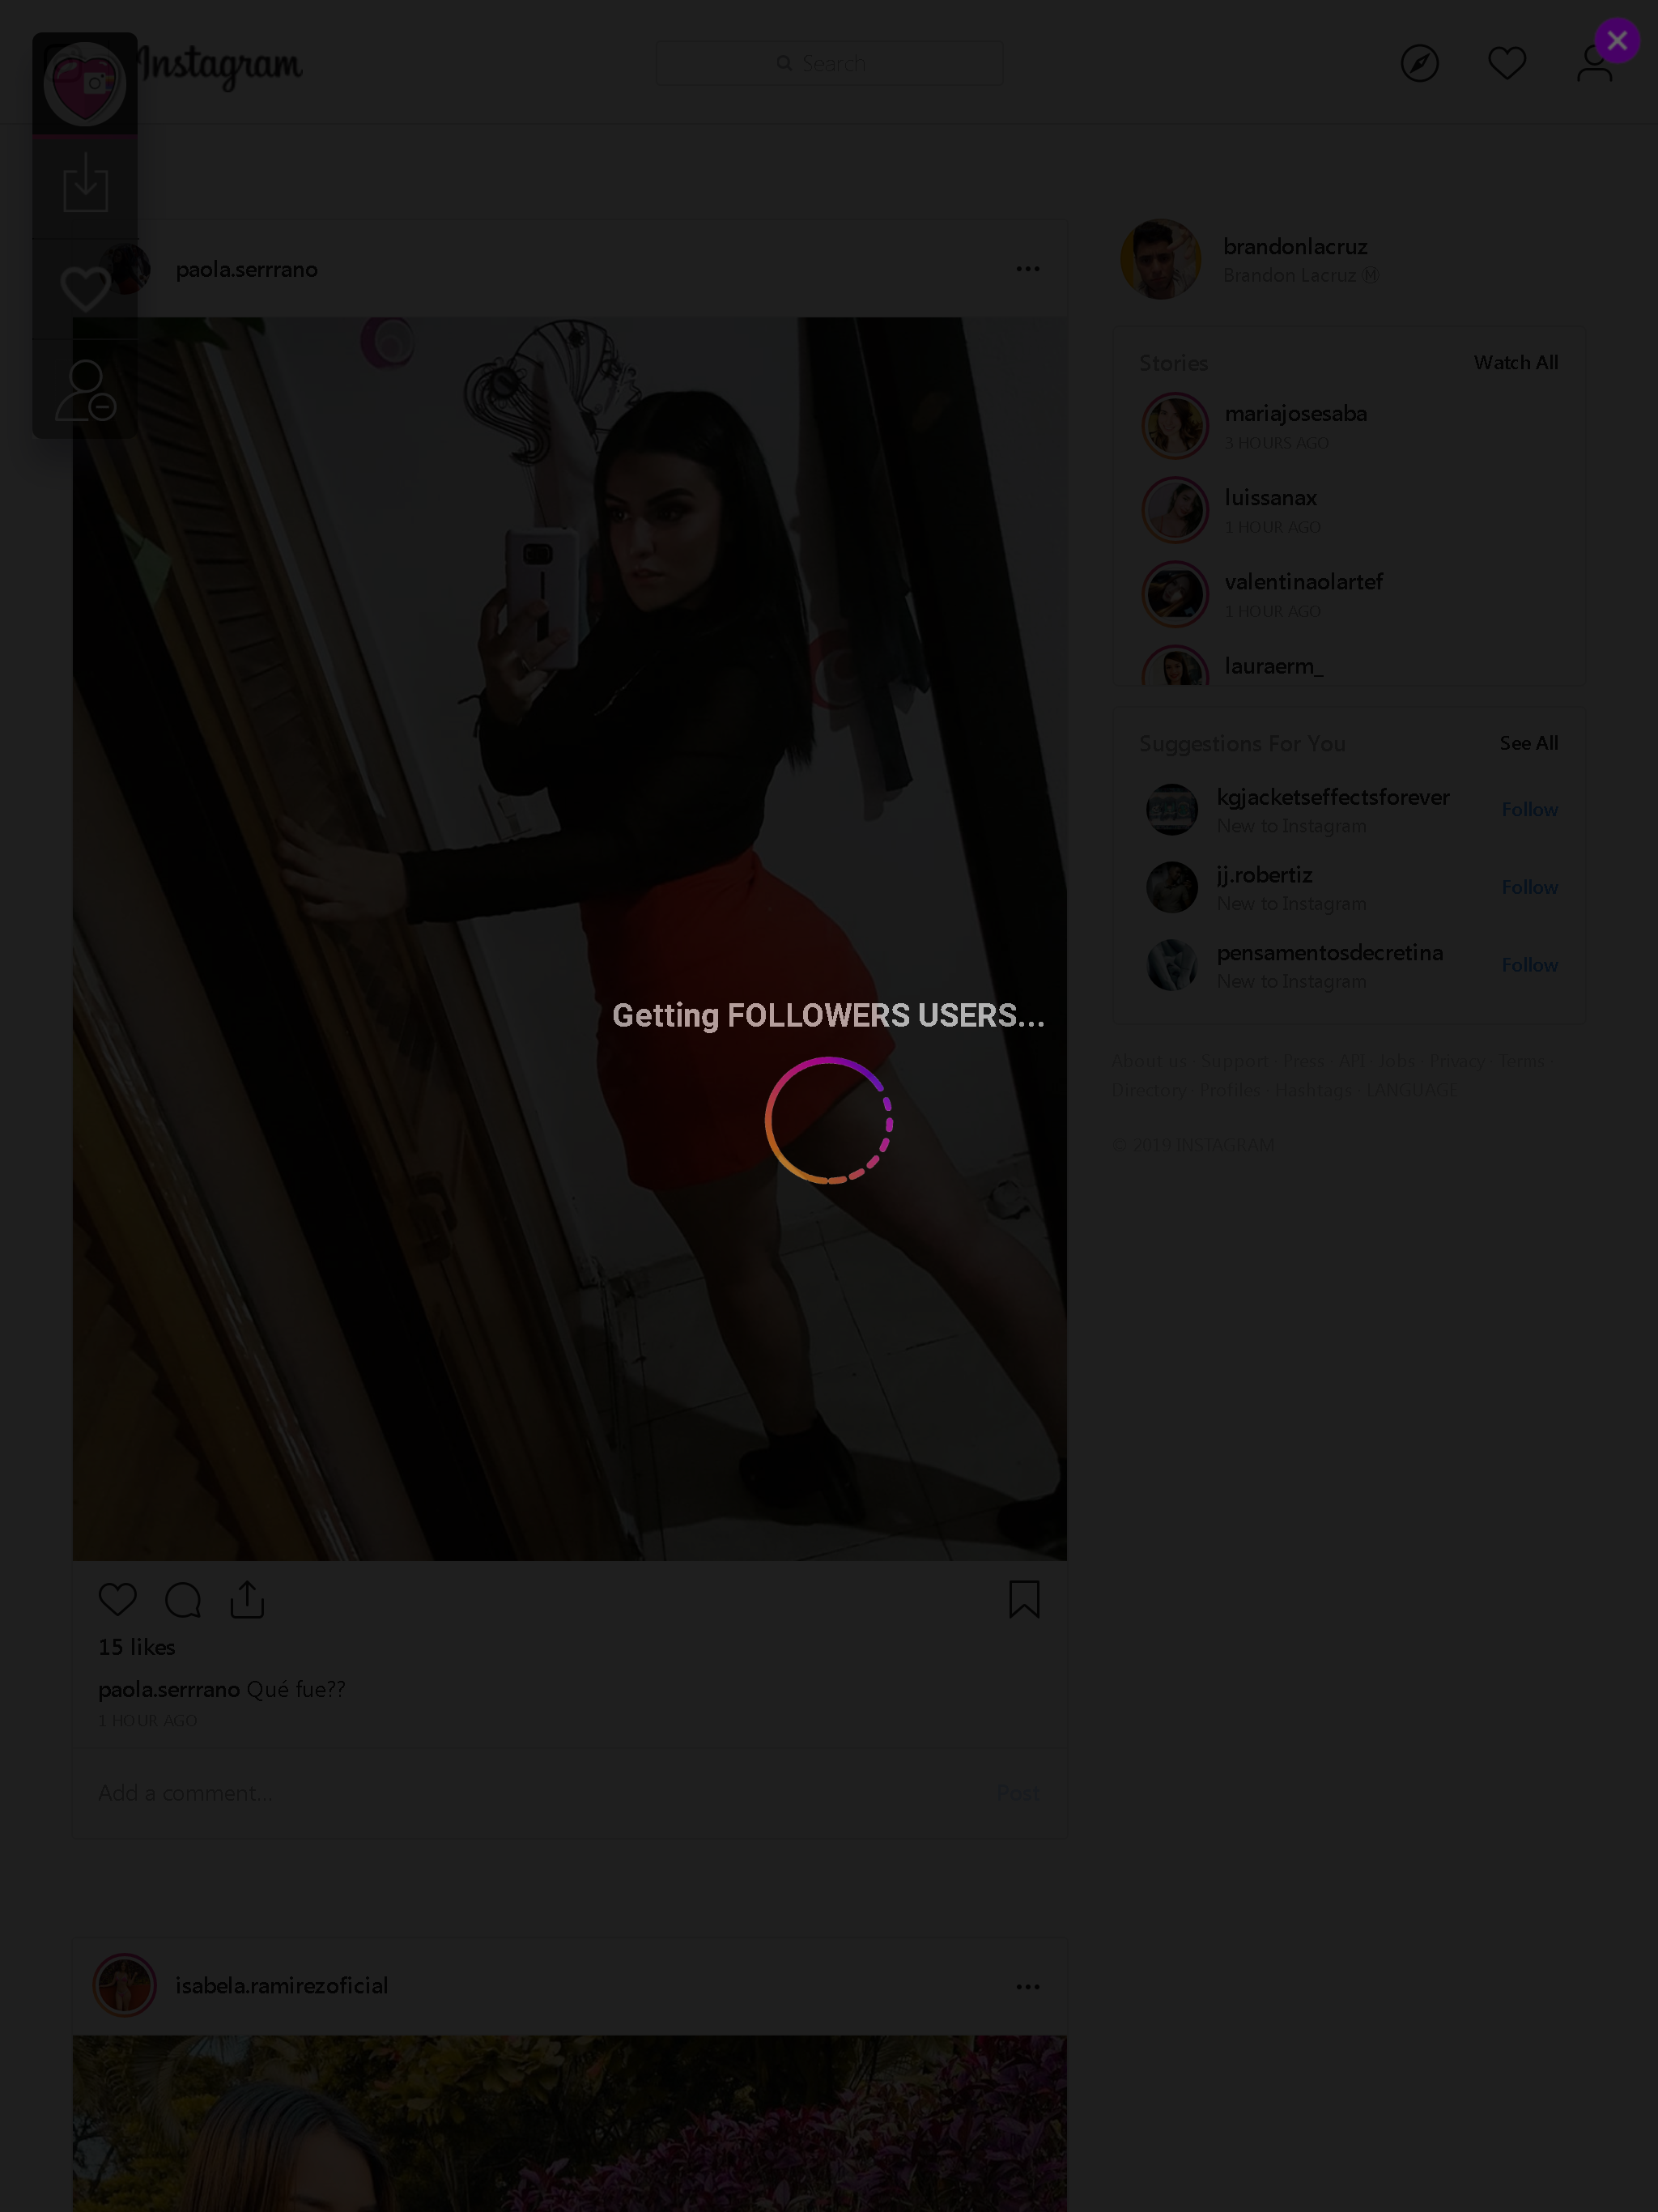 Instagram
Search
paola.serrrano
brandonlacruz
Brandon Lacruz Ⓜ
Stories
Watch All
mariajosesaba
3 HOURS AGO
luissanax
1 HOUR AGO
valentinaolartef
1 HOUR AGO
lauraerm_
Suggestions For You
See All
kgjacketseffectsforever
New to Instagram
Follow
jj.robertiz
New to Instagram
Follow
pensamentosdecretina
New to Instagram
Follow
Getting FOLLOWERS USERS...
About us Support Press API Jobs Privacy Terms
Directory Profiles Hashtags LANGUAGE
© 2019 INSTAGRAM
15 likes
paola.serrrano Qué fue??
1 HOUR AGO
Add a comment...
Post
isabela.ramirezoficial